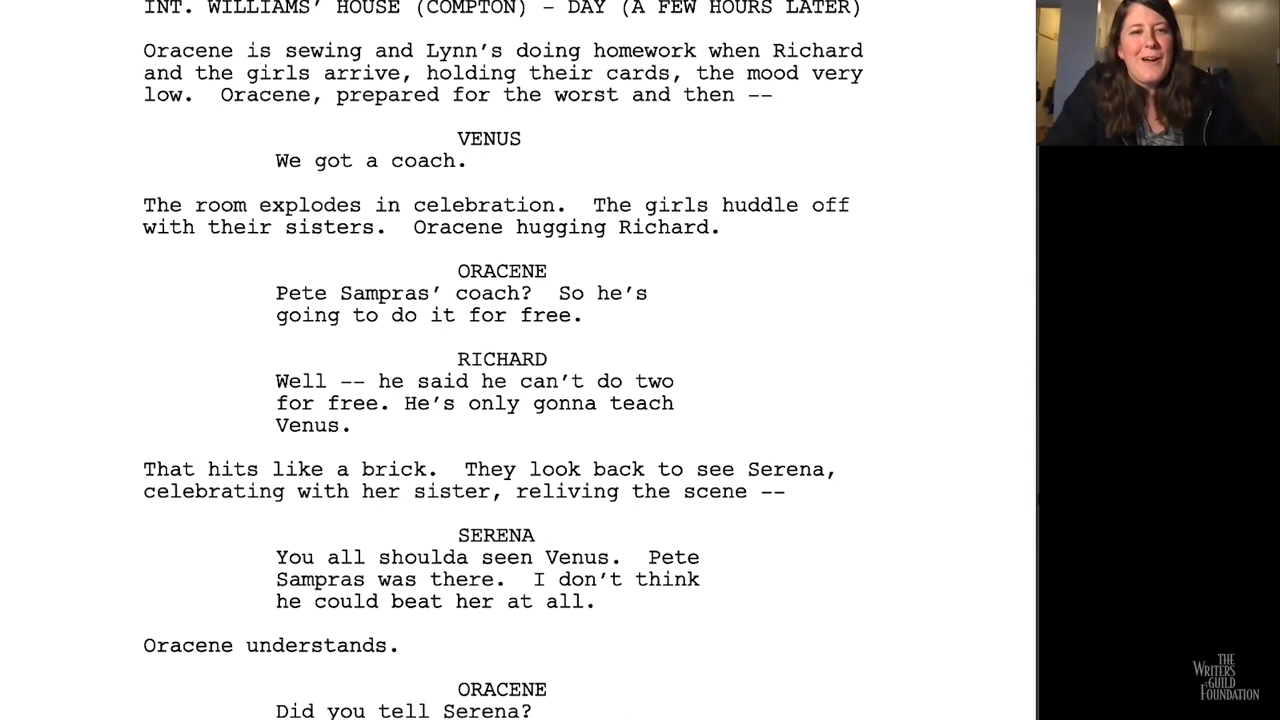 INT. WILLIAMS’ HOUSE (COMPTON) – DAY (A FEW HOURS LATER)
Oracene is sewing and Lynn’s doing homework when Richard
and the girls arrive, holding their cards, the mood very
low.  Oracene, prepared for the worst and then --
VENUS
We got a coach.
The room explodes in celebration.  The girls huddle off
with their sisters.  Oracene hugging Richard.
ORACENE
Pete Sampras’ coach?  So he’s
going to do it for free.
RICHARD
Well -- he said he can’t do two
for free. He’s only gonna teach
Venus.
That hits like a brick.  They look back to see Serena,
celebrating with her sister, reliving the scene --
SERENA
You all shoulda seen Venus.  Pete
Sampras was there.  I don’t think
he could beat her at all.
Oracene understands.
ORACENE
Did you tell Serena?
THE
WRITERS
GUILD
FOUNDATION